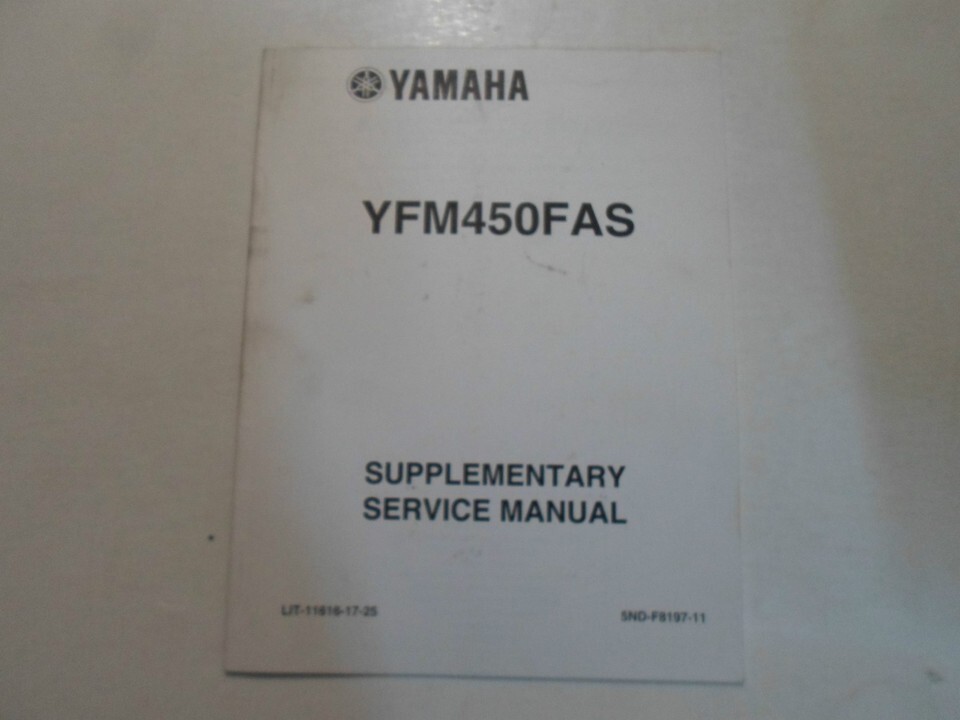 YAMAHA
YFM450FAS
SUPPLEMENTARY
SERVICE MANUAL
LIT-11616-17-25
5ND-F8197-11